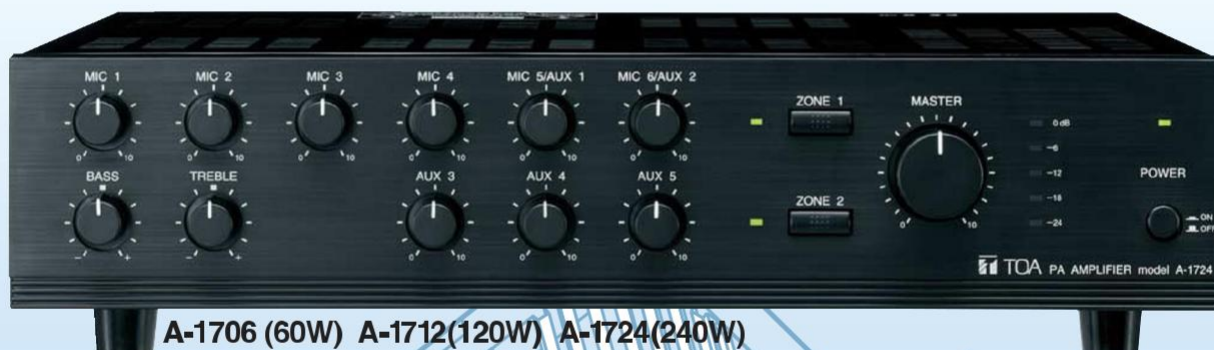 MIC 1 MIC 2 MIC 3 MIC 4 MIC 5/AUX 1 MIC 6/AUX 2
0 10 0 10 0 10 0 10 0 10 0 10
ZONE 1
MASTER
0 dB
-6
-12
-18
-24
0 10
POWER
ON
OFF
BASS TREBLE AUX 3 AUX 4 AUX 5
- + - + 0 10 0 10 0 10
ZONE 2
TOA PA AMPLIFIER model A-1724
A-1706 (60W) A-1712(120W) A-1724(240W)